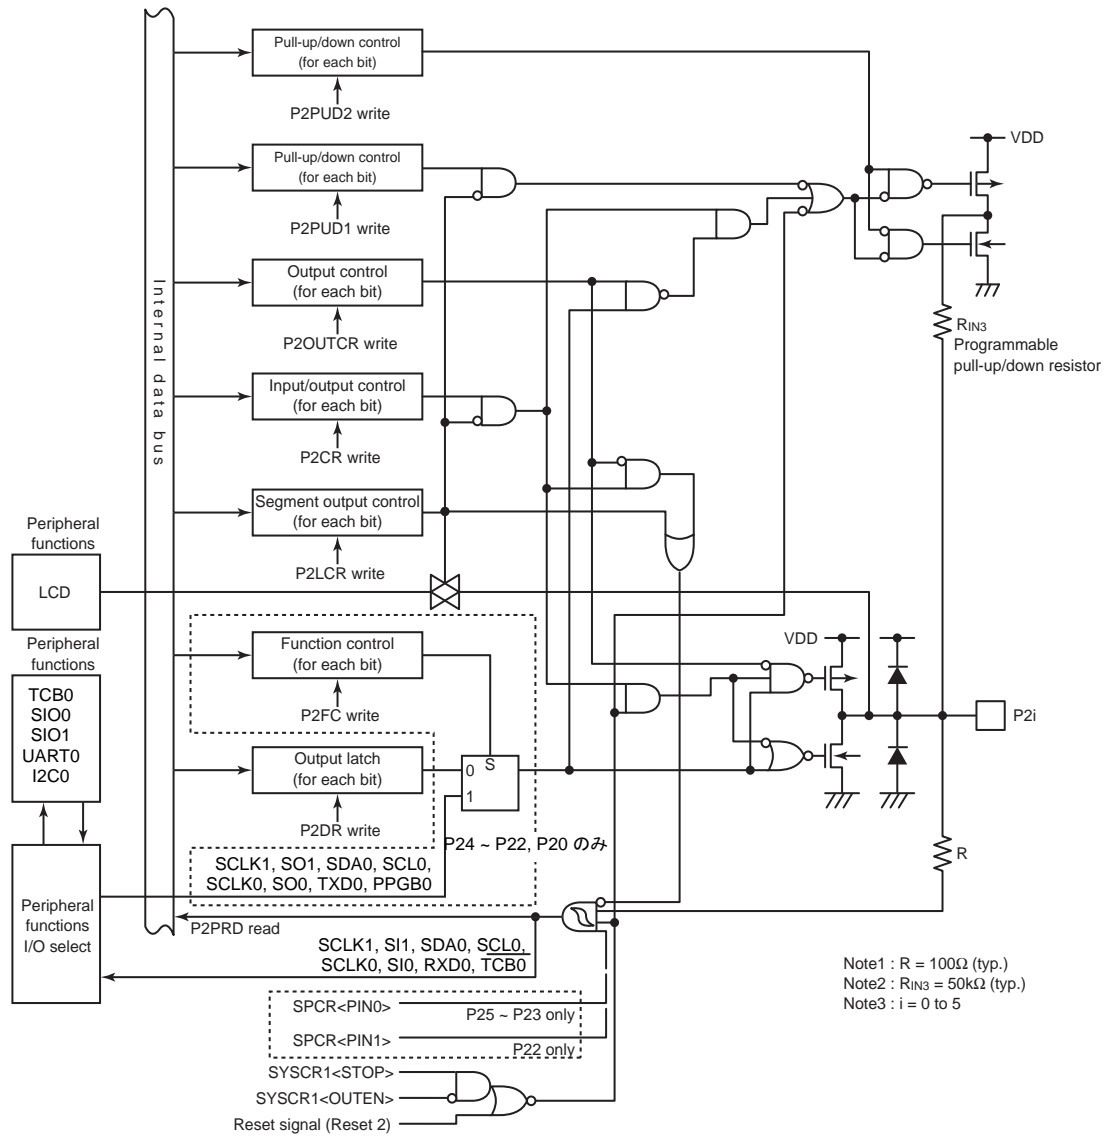 Pull-up/down control
(for each bit)
P2PUD2 write
VDD
Pull-up/down control
(for each bit)
P2PUD1 write
Output control
(for each bit)
P2OUTCR write
RIN3
Programmable
pull-up/down resistor
Internal data bus
Input/output control
(for each bit)
P2CR write
Segment output control
(for each bit)
P2LCR write
Peripheral
functions
LCD
Peripheral
functions
TCB0
SIO0
SIO1
UART0
I2C0
Function control
(for each bit)
P2FC write
VDD
P2i
Output latch
(for each bit)
P2DR write
0
S
1
P24 ~ P22, P20 のみ
SCLK1, SO1, SDA0, SCL0,
SCLK0, SO0, TXD0, PPGB0
R
Peripheral
functions
I/O select
P2PRD read
SCLK1, SI1, SDA0, SCL0,
SCLK0, SI0, RXD0, TCB0
Note1 : R = 100Ω (typ.)
Note2 : RIN3 = 50kΩ (typ.)
Note3 : i = 0 to 5
SPCR<PIN0>
P25 ~ P23 only
SPCR<PIN1>
P22 only
SYSCR1<STOP>
SYSCR1<OUTEN>
Reset signal (Reset 2)